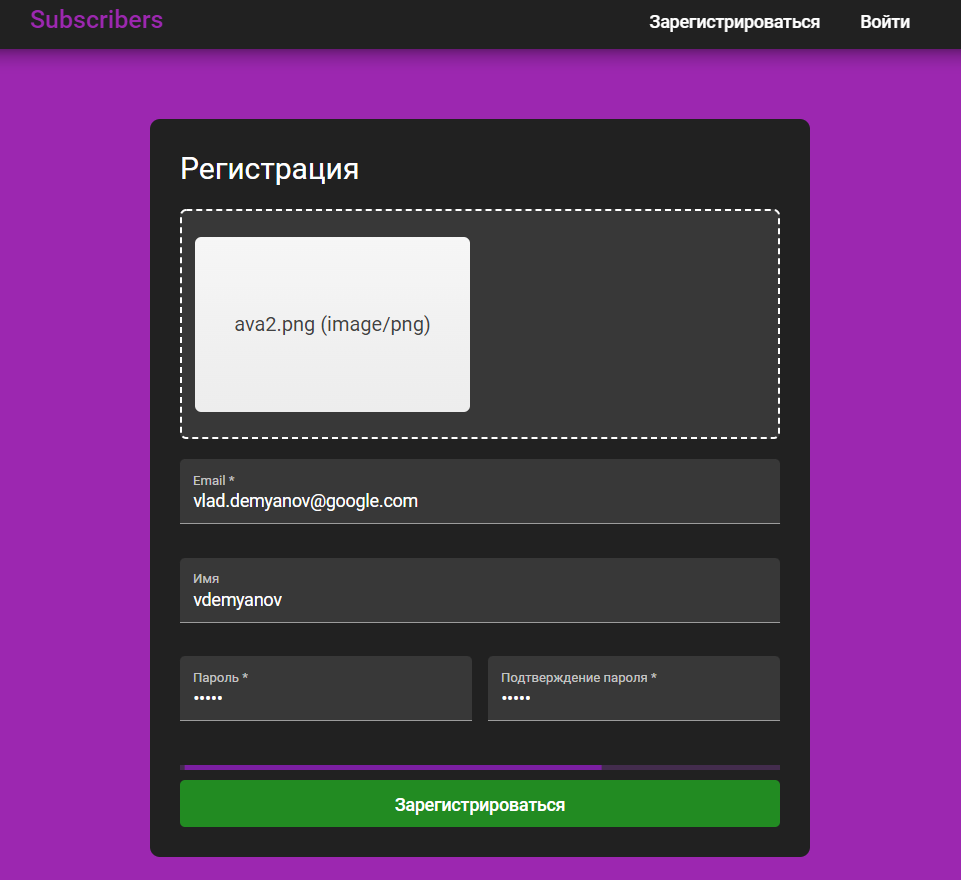 Subscribers
Зарегистрироваться Войти
Регистрация
ava2.png (image/png)
Email *
vlad.demyanov@google.com
Имя
vdemyanov
Пароль * Подтверждение пароля *
••••• •••••
Зарегистрироваться